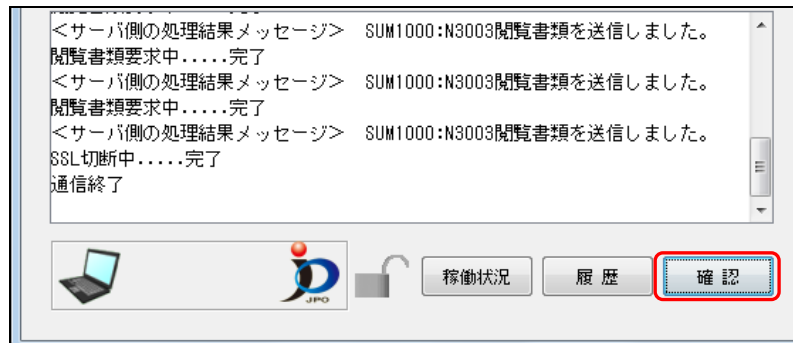 ＜サーバ側の処理結果メッセージ＞　SUM1000:N3003閲覧書類を送信しました。
閲覧書類要求中.....完了
＜サーバ側の処理結果メッセージ＞　SUM1000:N3003閲覧書類を送信しました。
閲覧書類要求中.....完了
＜サーバ側の処理結果メッセージ＞　SUM1000:N3003閲覧書類を送信しました。
SSL切断中.....完了
通信終了
JPO
稼働状況
履歴
確認